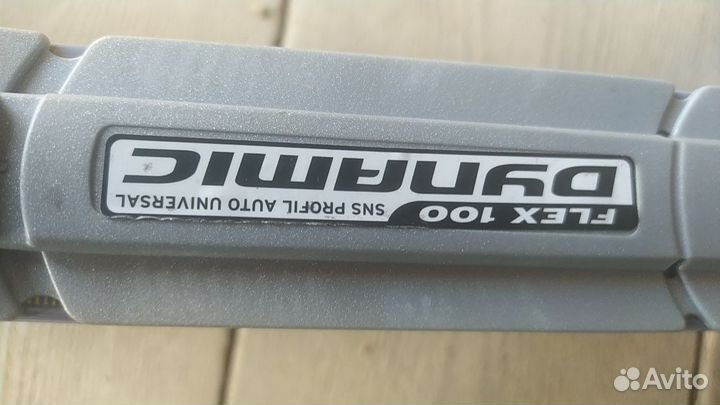 FLEX 100
SNS PROFIL AUTO UNIVERSAL
DYNAMIC
Avito